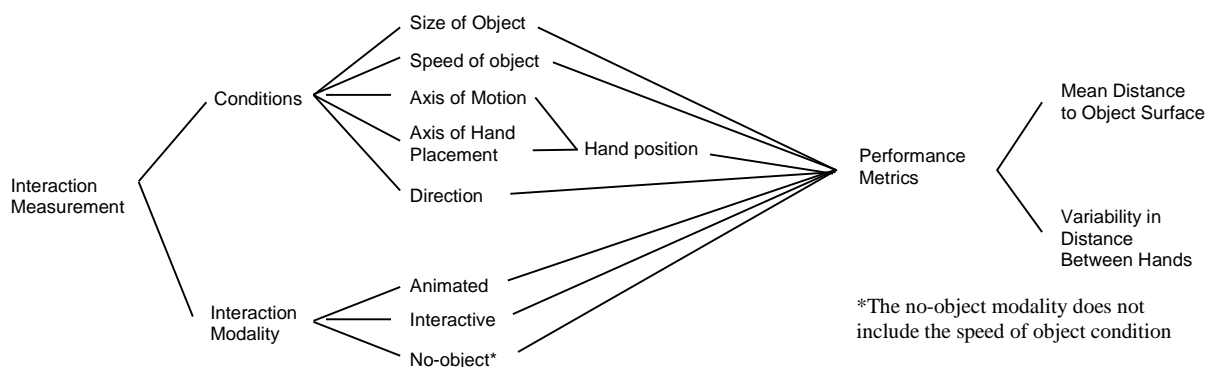 Interaction
Measurement
Conditions
Interaction
Modality
Size of Object
Speed of object
Axis of Motion
Axis of Hand
Placement
Hand position
Direction
Animated
Interactive
No-object*
Performance
Metrics
Mean Distance
to Object Surface
Variability in
Distance
Between Hands
*The no-object modality does not
include the speed of object condition